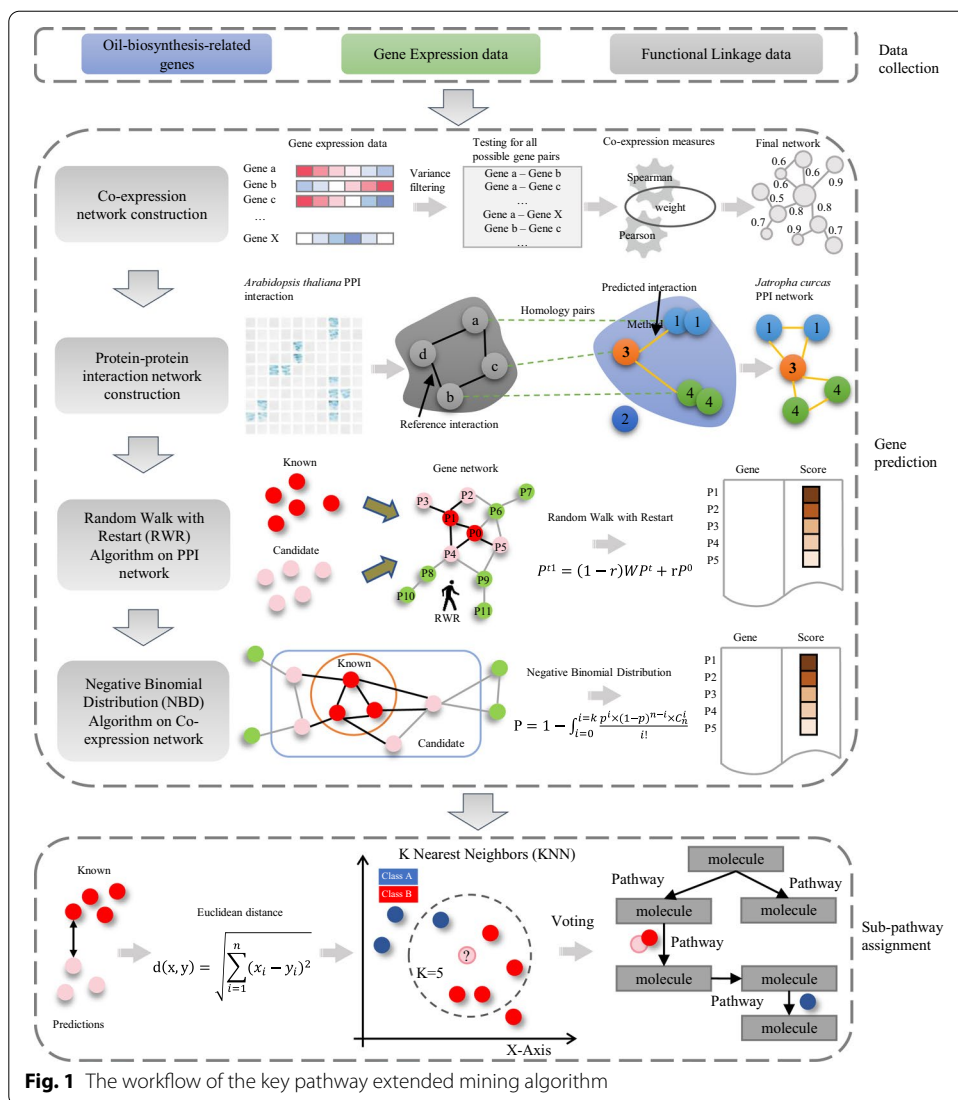 Oil-biosynthesis-related
genes
Gene Expression data
Functional Linkage data
Data
collection
Co-expression
network construction
Gene expression data
Gene a
Gene b
Gene c
...
Gene X
Variance
filtering
Testing for all
possible gene pairs
Gene a – Gene b
Gene a – Gene c
...
Gene a – Gene X
Gene b – Gene c
...
Co-expression measures
Spearman
weight
Pearson
Final network
0.6
0.6
0.9
0.5
0.8
0.8
0.7
0.9
0.7
Protein-protein
interaction network
construction
Arabidopsis thaliana PPI
interaction
a
d
c
b
Reference interaction
Homology pairs
Predicted interaction
Method
1 1
3
4 4
2
Jatropha curcas
PPI network
1 1
3
4
4
Gene
prediction
Random Walk with
Restart (RWR)
Algorithm on PPI
network
Known
Candidate
Gene network
P7
P2
P3
P6
P1
P0
P5
P4
P8
P9
P10
P11
RWR
Random Walk with Restart
P^{t1} = (1 − r)WP^t + rP^0
Gene Score
P1
P2
P3
P4
P5
Negative Binomial
Distribution (NBD)
Algorithm on Co-
expression network
Known
Candidate
Negative Binomial Distribution
P = 1 − ∫_{i=0}^{i=k} \frac{p^i×(1−p)^{n−i}×C_n^i}{i!}
Gene Score
P1
P2
P3
P4
P5
Known
Predictions
Euclidean distance
d(x,y) = \sqrt{\sum_{i=1}^{n}(x_i − y_i)^2}
K Nearest Neighbors (KNN)
Class A
Class B
?
K=5
X-Axis
Voting
molecule
Pathway
Pathway
molecule
molecule
Pathway
molecule
molecule
Pathway
molecule
Sub-pathway
assignment
Fig. 1 The workflow of the key pathway extended mining algorithm